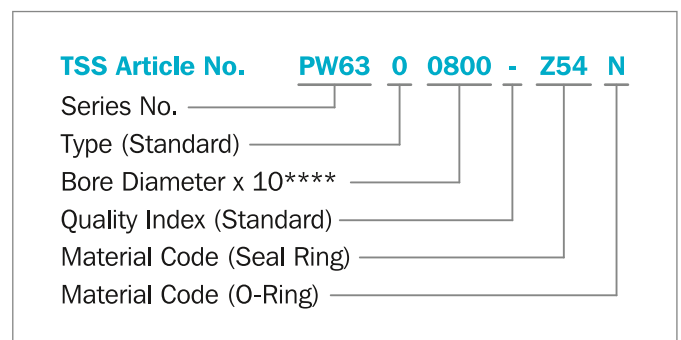 TSS Article No. PW63 0 0800 - Z54 N
Series No.
Type (Standard)
Bore Diameter x 10****
Quality Index (Standard)
Material Code (Seal Ring)
Material Code (O-Ring)